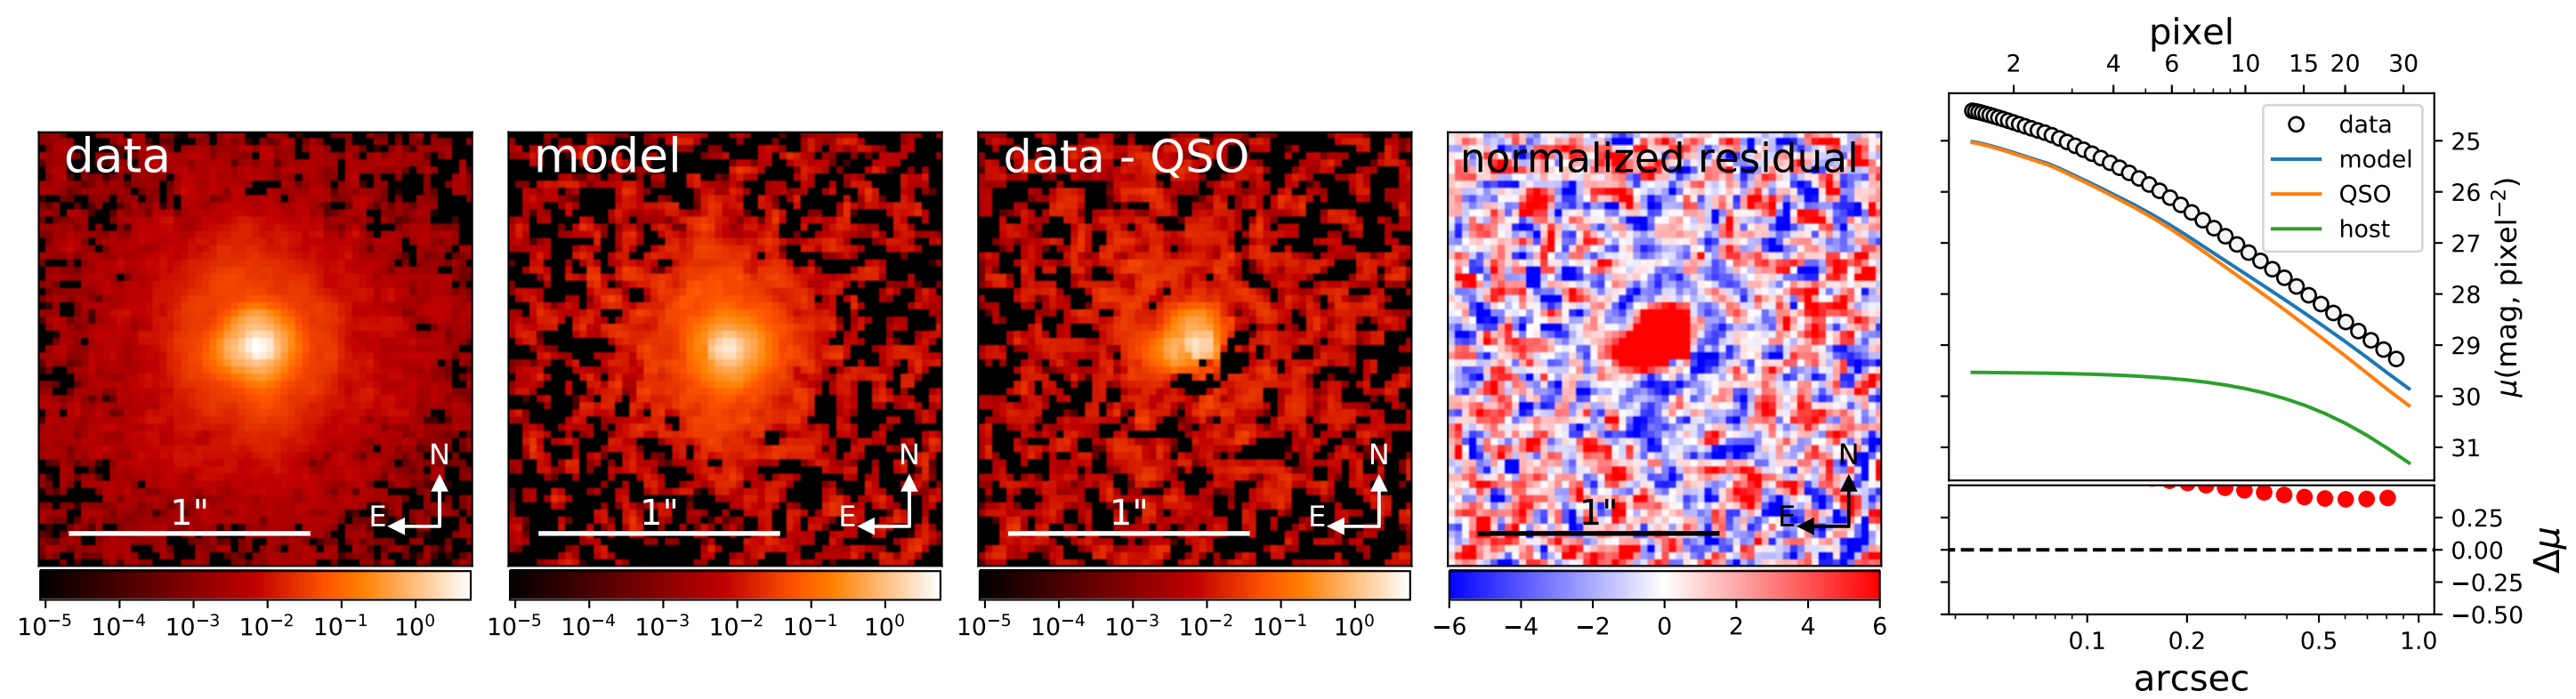 data
1"
N
E
10⁻⁵ 10⁻⁴ 10⁻³ 10⁻² 10⁻¹ 10⁰
model
1"
N
E
10⁻⁵ 10⁻⁴ 10⁻³ 10⁻² 10⁻¹ 10⁰
data - QSO
1"
N
E
10⁻⁵ 10⁻⁴ 10⁻³ 10⁻² 10⁻¹ 10⁰
normalized residual
1"
N
E
−6 −4 −2 0 2 4 6
pixel
2 4 6 10 15 20 30
data
model
QSO
host
25
26
27
28
29
30
31
μ(mag, pixel⁻²)
0.25
0.00
−0.25
−0.50
Δμ
0.1 0.2 0.5 1.0
arcsec